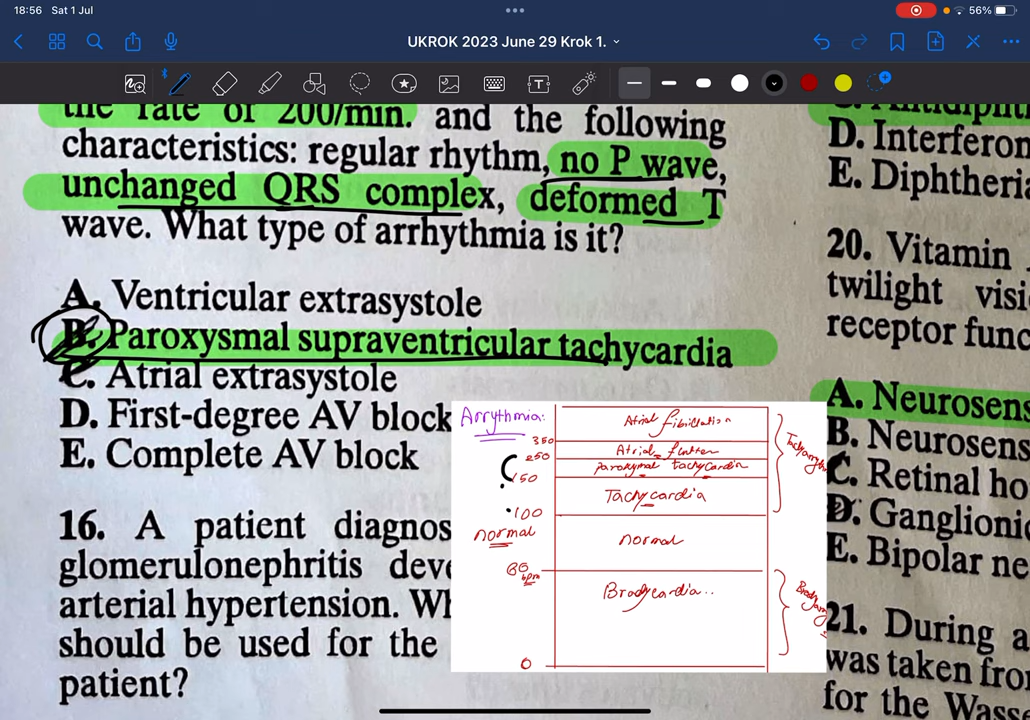 18:56 Sat 1 Jul
56%
UKROK 2023 June 29 Krok 1.
the rate of 200/min. and the following
characteristics: regular rhythm, no P wave,
unchanged QRS complex, deformed T
wave. What type of arrhythmia is it?
A. Ventricular extrasystole
B. Paroxysmal supraventricular tachycardia
C. Atrial extrasystole
D. First-degree AV block
E. Complete AV block
16. A patient diagnos
glomerulonephritis deve
arterial hypertension. Wh
should be used for the
patient?
Arrythmia:
Atrial fibrillation
350
Atrial flutter
250
paroxymal tachycardia
150
Tachycardia
100
normal
normal
60
bpm
Bradycardia..
0
D. Interferon
E. Diphtheria
20. Vitamin
twilight visi
receptor func
A. Neurosens
B. Neurosens
C. Retinal ho
D. Ganglionic
E. Bipolar ne
21. During a
was taken from
for the Wass